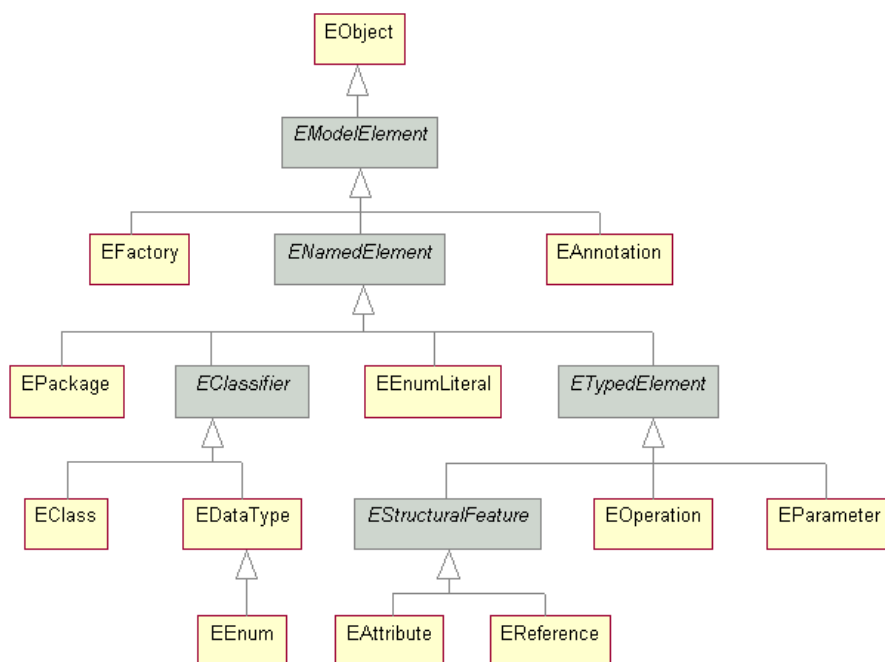 EObject
EModelElement
EFactory
ENamedElement
EAnnotation
EPackage
EClassifier
EEnumLiteral
ETypedElement
EClass
EDataType
EStructuralFeature
EOperation
EParameter
EEnum
EAttribute
EReference